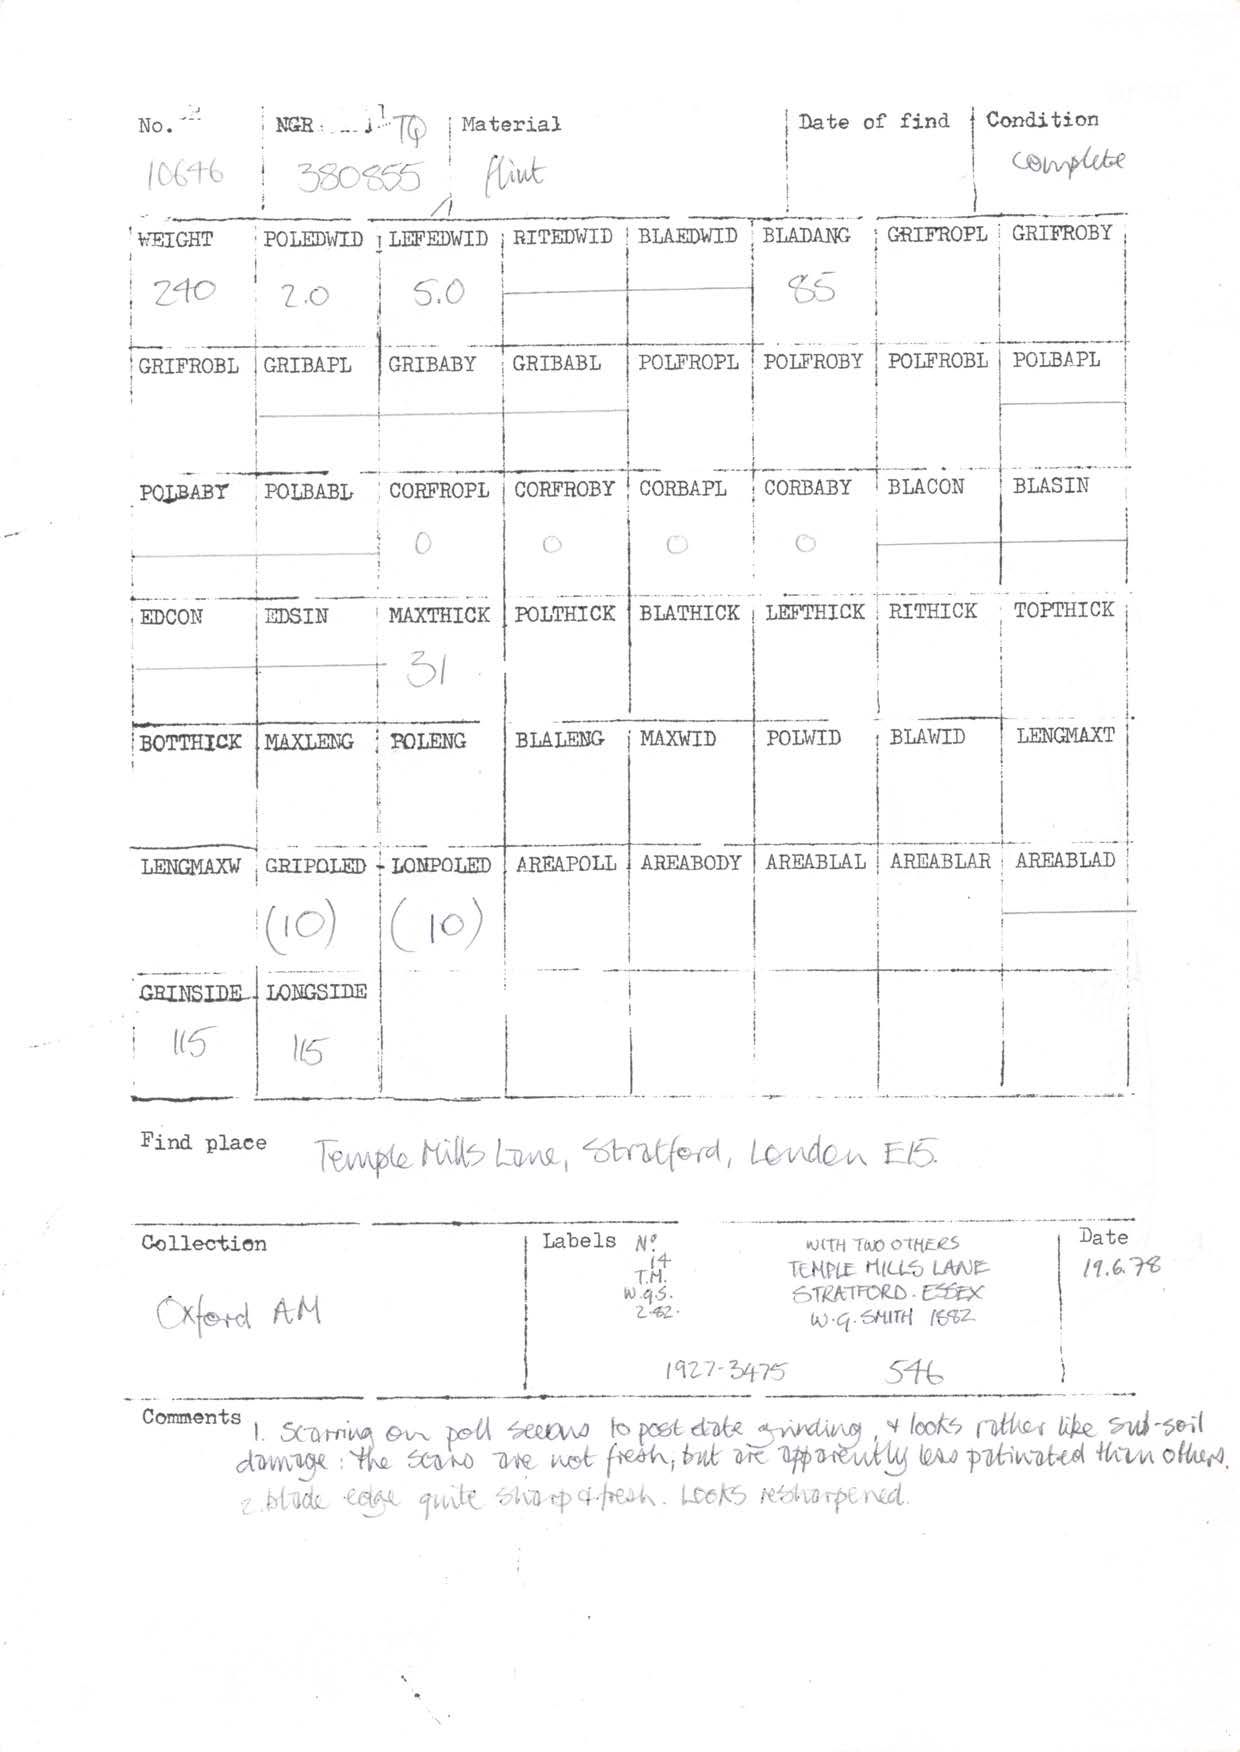 No. NGR TQ Material Date of find Condition
10646 380855 flint complete
WEIGHT POLEDWID LEFEDWID RITEDWID BLAEDWID BLADANG GRIFROPL GRIFROBY
240 2.0 5.0 85
GRIFROBL GRIBAPL GRIBABY GRIBABL POLFROPL POLFROBY POLFROBL POLBAPL
POLBABY POLBABL CORFROPL CORFROBY CORBAPL CORBABY BLACON BLASIN
0 0 0 0
EDCON EDSIN MAXTHICK POLTHICK BLATHICK LEFTHICK RITHICK TOPTHICK
31
BOTTHICK MAXLENG POLENG BLALENG MAXWID POLWID BLAWID LENGMAXT
LENGMAXW GRIPOLED LONPOLED AREAPOLL AREABODY AREABLAL AREABLAR AREABLAD
(10) (10)
GRINSIDE LONGSIDE
115 115
Find place Temple Mills Lane, Stratford, London E15.
Collection
Oxford AM
Labels No.
14
T.M.
W.G.S.
2-82.
WITH TWO OTHERS
TEMPLE MILLS LANE
STRATFORD. ESSEX
W.G. SMITH 1882
1927-3475 546
Date
19.6.78
Comments 1. Scarring on poll seems to post date grinding, & looks rather like sub-soil
damage: the scars are not fresh, but are apparently less patinated than others.
2. blade edge quite sharp & fresh. Looks resharpened.